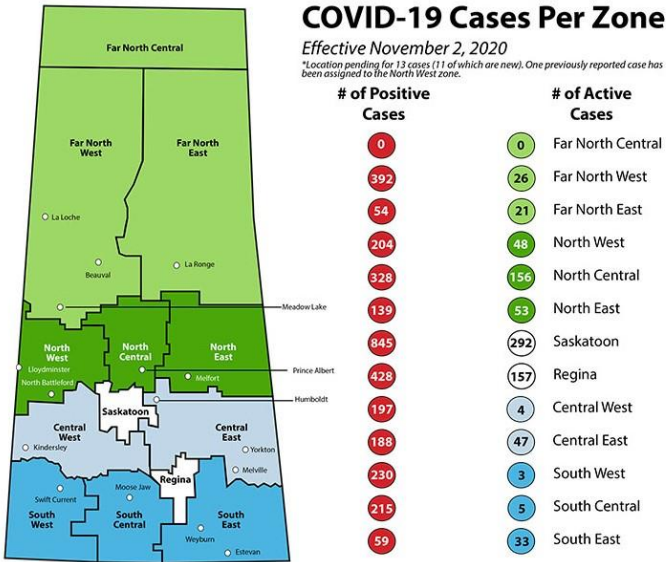 COVID-19 Cases Per Zone
Effective November 2, 2020
*Location pending for 13 cases (11 of which are new). One previously reported case has
been assigned to the North West zone.
# of Positive
Cases
# of Active
Cases
0 0 Far North Central
392 26 Far North West
54 21 Far North East
204 48 North West
328 156 North Central
139 53 North East
845 292 Saskatoon
428 157 Regina
197 4 Central West
188 47 Central East
230 3 South West
215 5 South Central
59 33 South East
Far North Central
Far North
West
Far North
East
La Loche
Beauval
La Ronge
Meadow Lake
North
West
North
Central
North
East
Lloydminster
Prince Albert
North Battleford
Melfort
Humboldt
Saskatoon
Central
West
Central
East
Kindersley
Yorkton
Melville
Regina
Swift Current
Moose Jaw
South
West
South
Central
South
East
Weyburn
Estevan